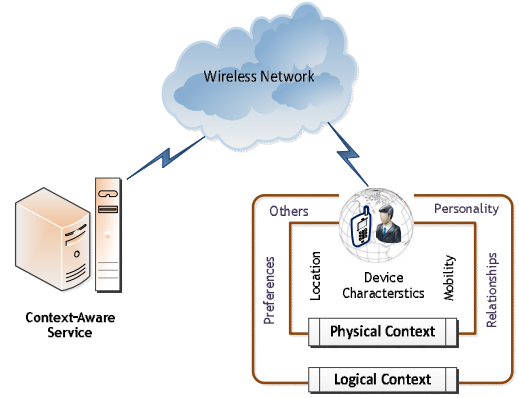 Wireless Network
Others
Personality
Preferences
Location
Device
Characterstics
Mobility
Relationships
Context-Aware
Service
Physical Context
Logical Context